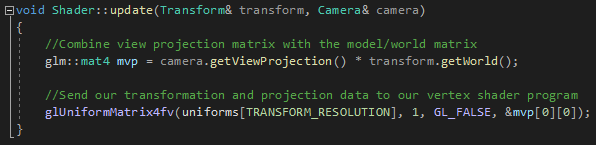 void Shader::update(Transform& transform, Camera& camera)
{
//Combine view projection matrix with the model/world matrix
glm::mat4 mvp = camera.getViewProjection() * transform.getWorld();
//Send our transformation and projection data to our vertex shader program
glUniformMatrix4fv(uniforms[TRANSFORM_RESOLUTION], 1, GL_FALSE, &mvp[0][0]);
}